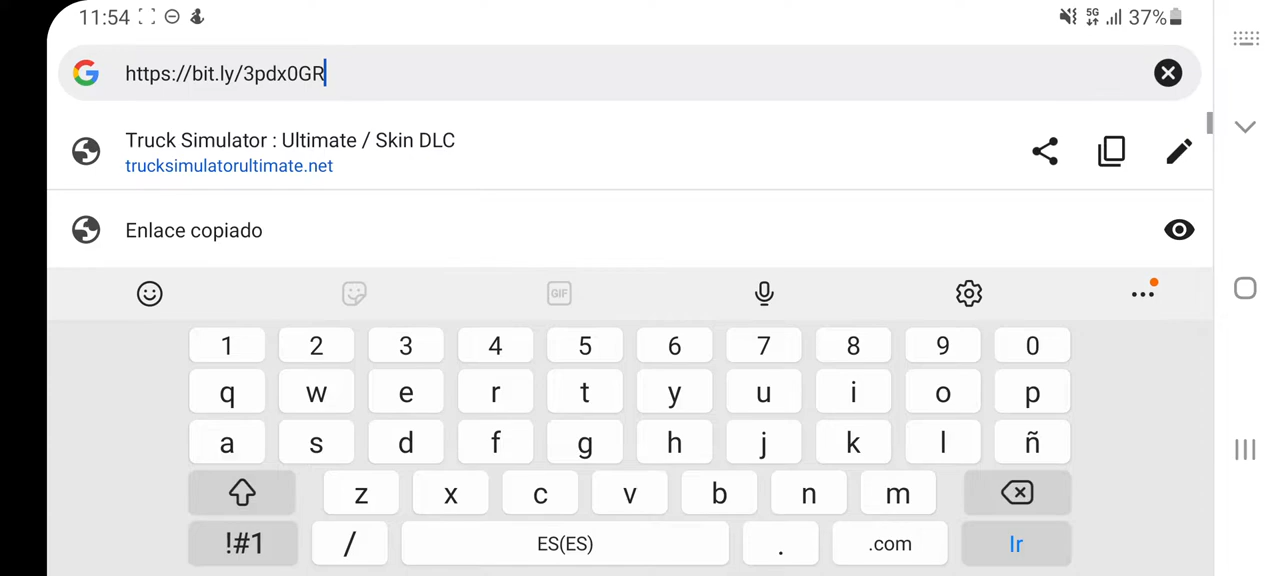 11:54 5G 37%
https://bit.ly/3pdx0GR
Truck Simulator : Ultimate / Skin DLC
trucksimulatorultimate.net
Enlace copiado
GIF
1 2 3 4 5 6 7 8 9 0
q w e r t y u i o p
a s d f g h j k l ñ
z x c v b n m
!#1 / ES(ES) . .com Ir